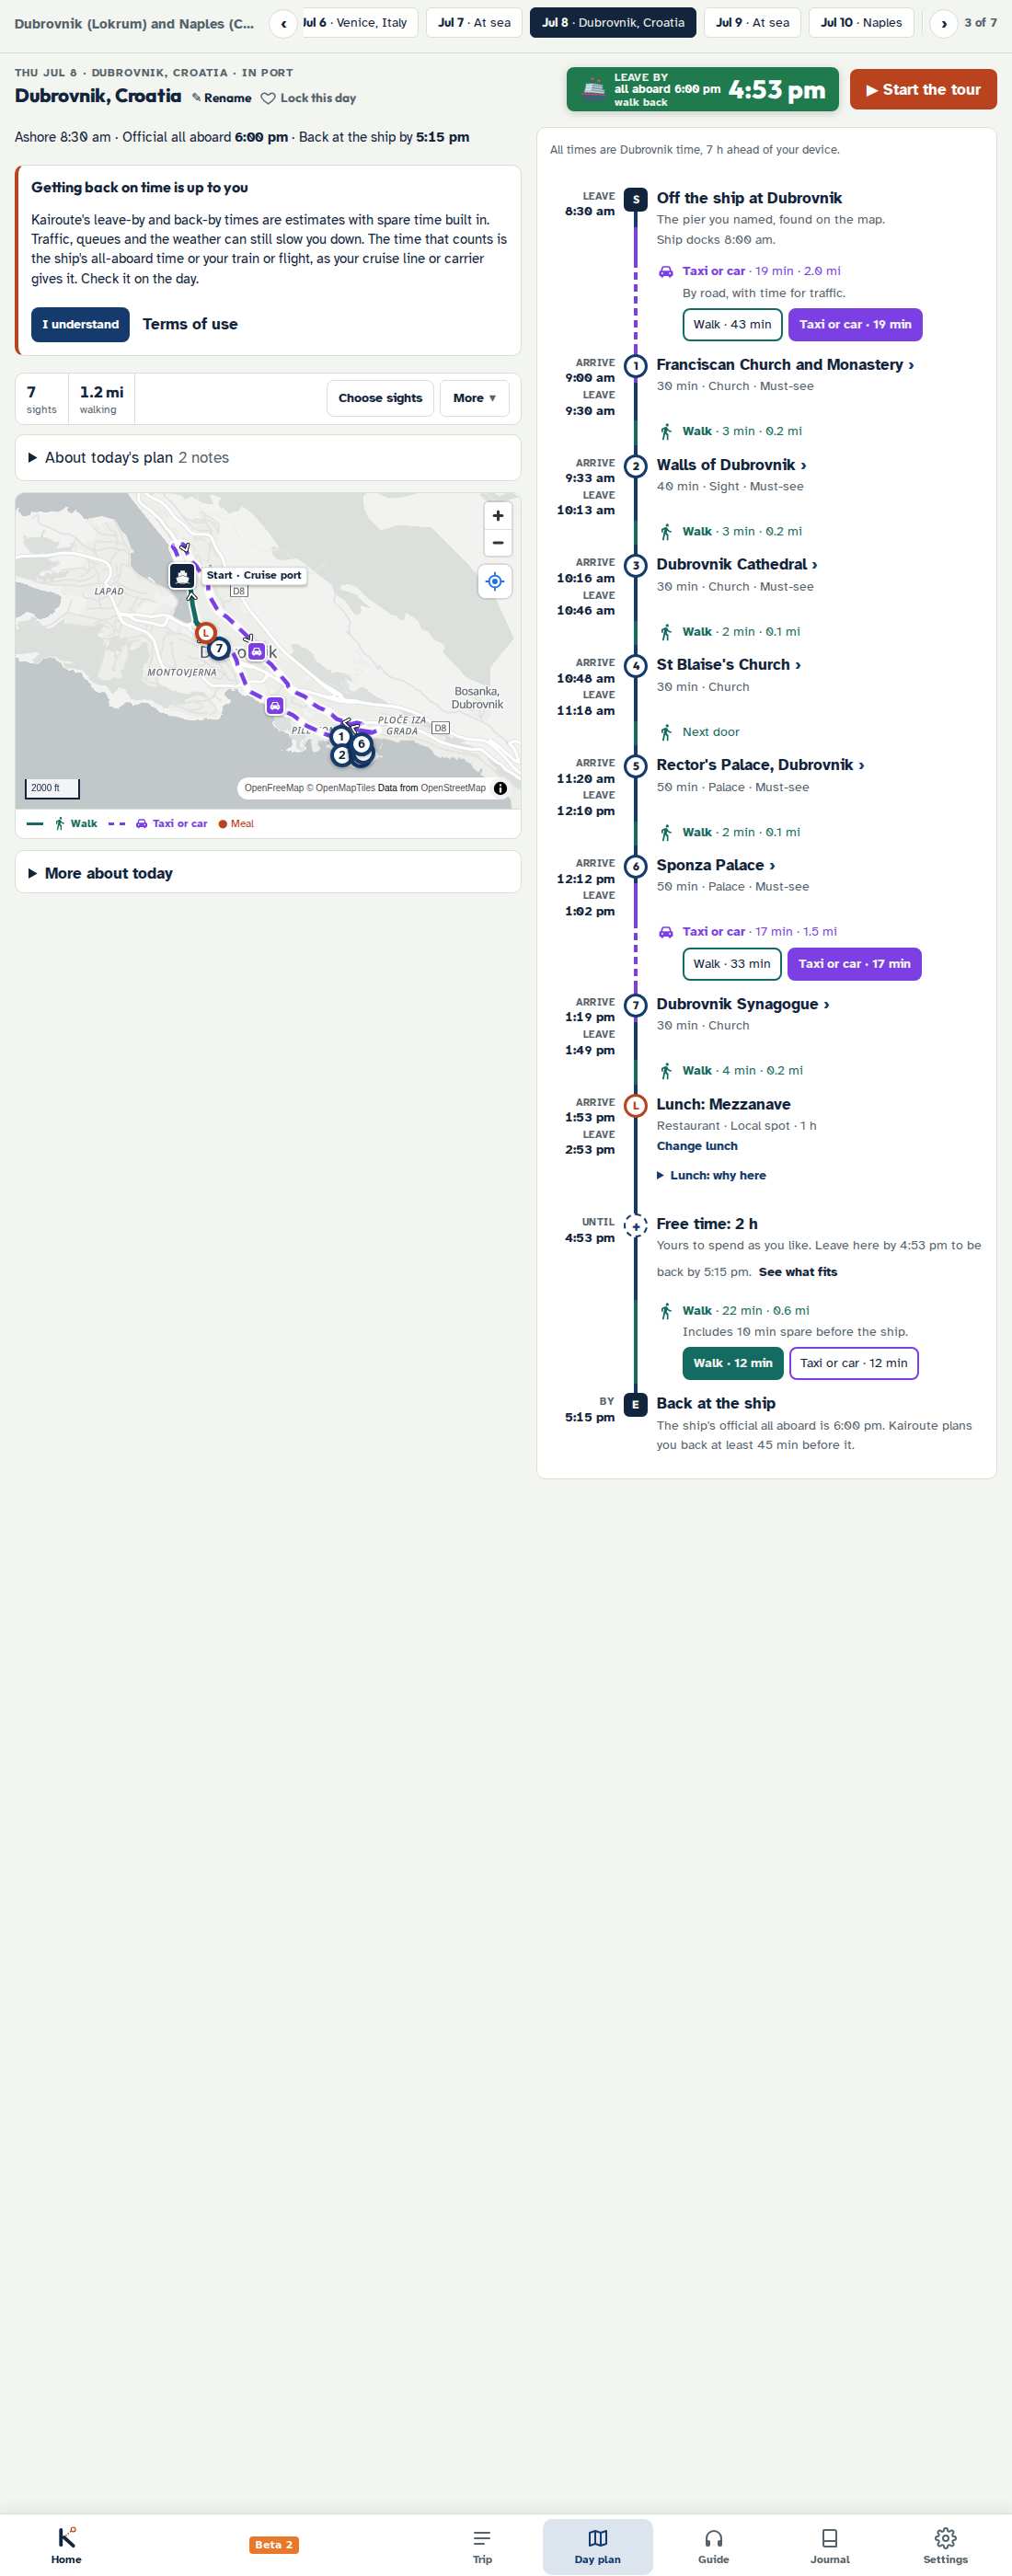 Dubrovnik (Lokrum) and Naples (C...
‹
Jul 6 · Venice, Italy
Jul 7 · At sea
Jul 8 · Dubrovnik, Croatia
Jul 9 · At sea
Jul 10 · Naples
›
3 of 7
THU JUL 8 · DUBROVNIK, CROATIA · IN PORT
Dubrovnik, Croatia
✎ Rename
Lock this day
LEAVE BY
all aboard 6:00 pm
walk back
4:53 pm
▶ Start the tour
Ashore 8:30 am · Official all aboard 6:00 pm · Back at the ship by 5:15 pm
Getting back on time is up to you
Kairoute's leave-by and back-by times are estimates with spare time built in.
Traffic, queues and the weather can still slow you down. The time that counts is
the ship's all-aboard time or your train or flight, as your cruise line or carrier
gives it. Check it on the day.
I understand
Terms of use
7
sights
1.2 mi
walking
Choose sights
More ▼
▶ About today's plan 2 notes
+
−
Start · Cruise port
LAPAD
D8
L
7
MONTOVJERNA
Bosanka,
Dubrovnik
PLOČE IZA
GRADA
D8
1
6
2
2000 ft
OpenFreeMap © OpenMapTiles Data from OpenStreetMap
Walk
Taxi or car
Meal
▶ More about today
All times are Dubrovnik time, 7 h ahead of your device.
LEAVE
8:30 am
S
Off the ship at Dubrovnik
The pier you named, found on the map.
Ship docks 8:00 am.
Taxi or car · 19 min · 2.0 mi
By road, with time for traffic.
Walk · 43 min
Taxi or car · 19 min
ARRIVE
9:00 am
LEAVE
9:30 am
1
Franciscan Church and Monastery ›
30 min · Church · Must-see
Walk · 3 min · 0.2 mi
ARRIVE
9:33 am
LEAVE
10:13 am
2
Walls of Dubrovnik ›
40 min · Sight · Must-see
Walk · 3 min · 0.2 mi
ARRIVE
10:16 am
LEAVE
10:46 am
3
Dubrovnik Cathedral ›
30 min · Church · Must-see
Walk · 2 min · 0.1 mi
ARRIVE
10:48 am
LEAVE
11:18 am
4
St Blaise's Church ›
30 min · Church
Next door
ARRIVE
11:20 am
LEAVE
12:10 pm
5
Rector's Palace, Dubrovnik ›
50 min · Palace · Must-see
Walk · 2 min · 0.1 mi
ARRIVE
12:12 pm
LEAVE
1:02 pm
6
Sponza Palace ›
50 min · Palace · Must-see
Taxi or car · 17 min · 1.5 mi
Walk · 33 min
Taxi or car · 17 min
ARRIVE
1:19 pm
LEAVE
1:49 pm
7
Dubrovnik Synagogue ›
30 min · Church
Walk · 4 min · 0.2 mi
ARRIVE
1:53 pm
LEAVE
2:53 pm
L
Lunch: Mezzanave
Restaurant · Local spot · 1 h
Change lunch
▶ Lunch: why here
UNTIL
4:53 pm
+
Free time: 2 h
Yours to spend as you like. Leave here by 4:53 pm to be
back by 5:15 pm. See what fits
Walk · 22 min · 0.6 mi
Includes 10 min spare before the ship.
Walk · 12 min
Taxi or car · 12 min
BY
5:15 pm
E
Back at the ship
The ship's official all aboard is 6:00 pm. Kairoute plans
you back at least 45 min before it.
Home
Beta 2
Trip
Day plan
Guide
Journal
Settings